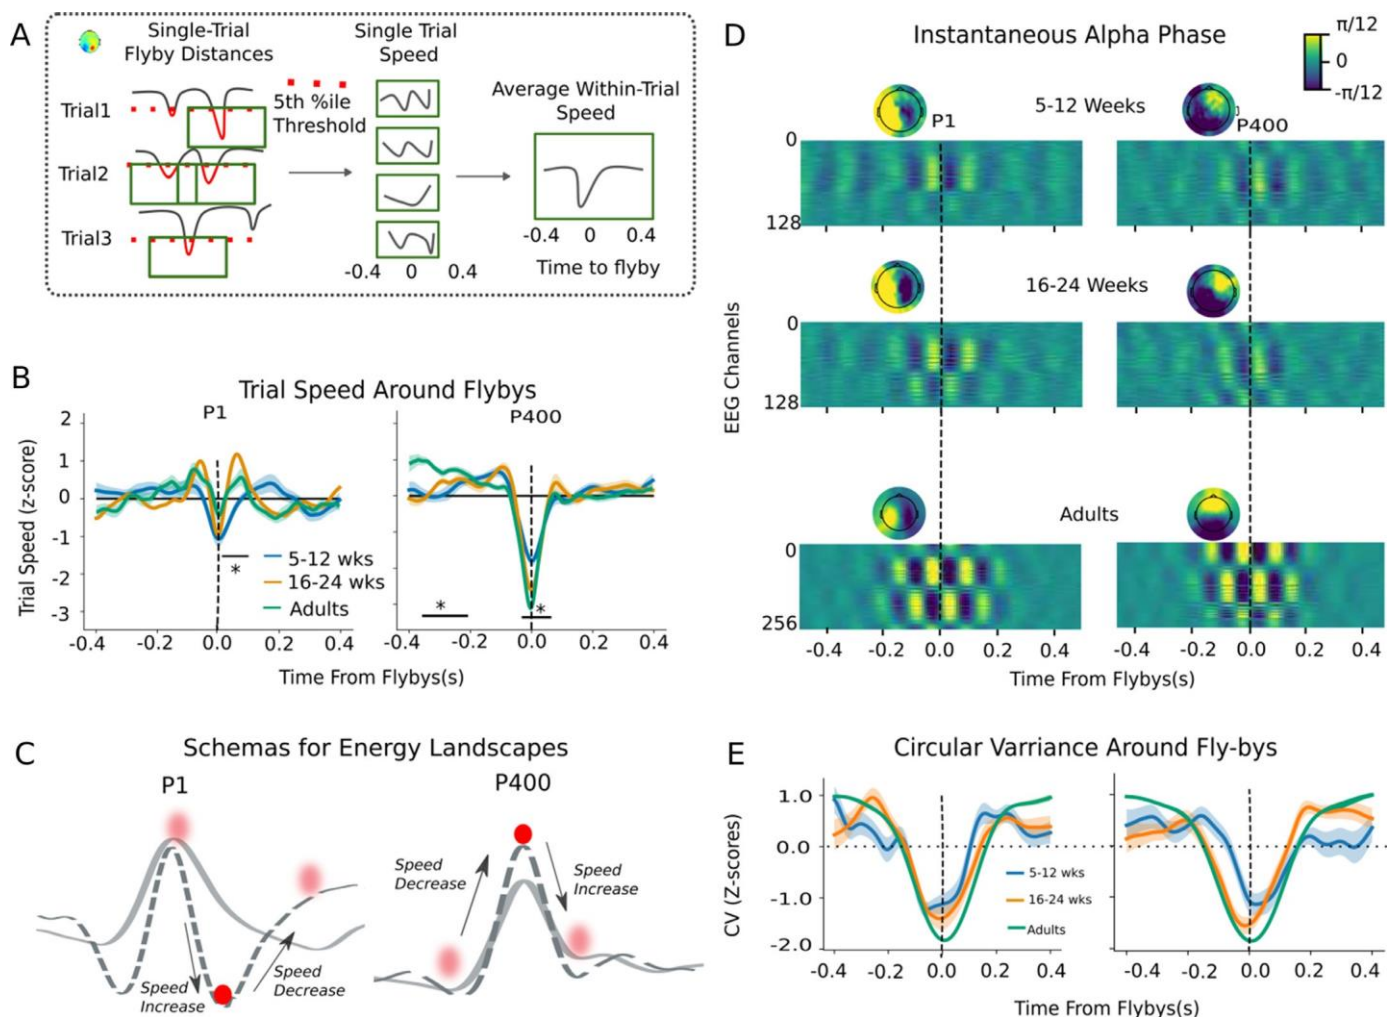 A
Single-Trial
Flyby Distances
Single Trial
Speed
5th %ile
Threshold
Average Within-Trial
Speed
Trial1
Trial2
Trial3
-0.4 0 0.4
-0.4 0 0.4
Time to flyby
B
Trial Speed Around Flybys
P1
P400
Trial Speed (z-score)
2
1
0
-1
-2
-3
*
5-12 wks
16-24 wks
Adults
*
*
-0.4 -0.2 0.0 0.2 0.4
-0.4 -0.2 0.0 0.2 0.4
Time From Flybys(s)
C
Schemas for Energy Landscapes
P1
P400
Speed
Increase
Speed
Decrease
Speed
Decrease
Speed
Increase
D
Instantaneous Alpha Phase
π/12
0
-π/12
5-12 Weeks
P1
P400
0
128
16-24 Weeks
0
128
EEG Channels
Adults
0
256
-0.4 -0.2 0.0 0.2 0.4
-0.4 -0.2 0.0 0.2 0.4
Time From Flybys(s)
E
Circular Varriance Around Fly-bys
CV (Z-scores)
1.0
0.0
-1.0
-2.0
5-12 wks
16-24 wks
Adults
-0.4 -0.2 0.0 0.2 0.4
-0.4 -0.2 0.0 0.2 0.4
Time From Flybys(s)